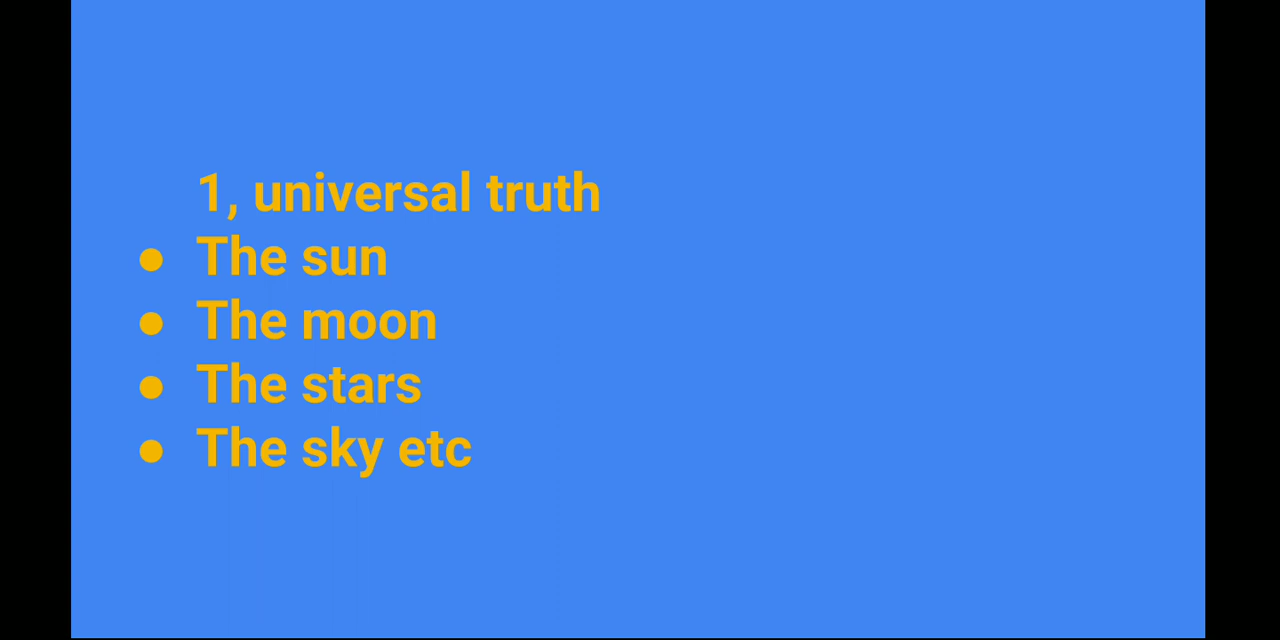 1, universal truth
● The sun
● The moon
● The stars
● The sky etc